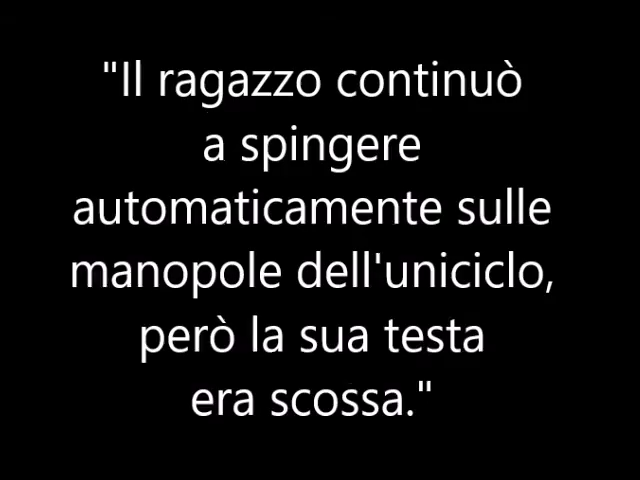 "Il ragazzo continuò
a spingere
automaticamente sulle
manopole dell'uniciclo,
però la sua testa
era scossa."